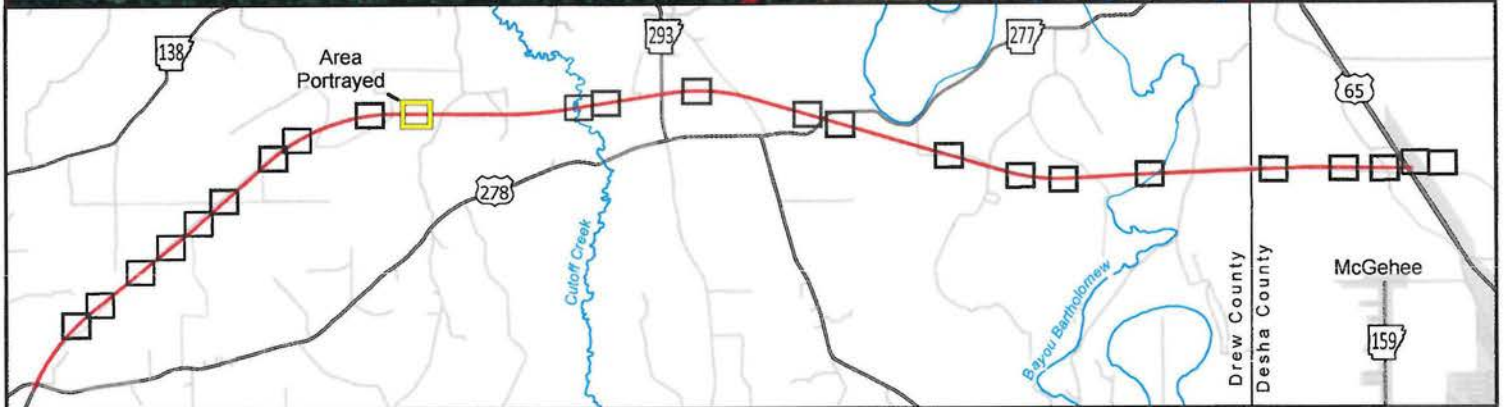 138
Area
Portrayed
293
277
65
278
Cutoff Creek
Bayou Bartholomew
Drew County
Desha County
McGehee
159